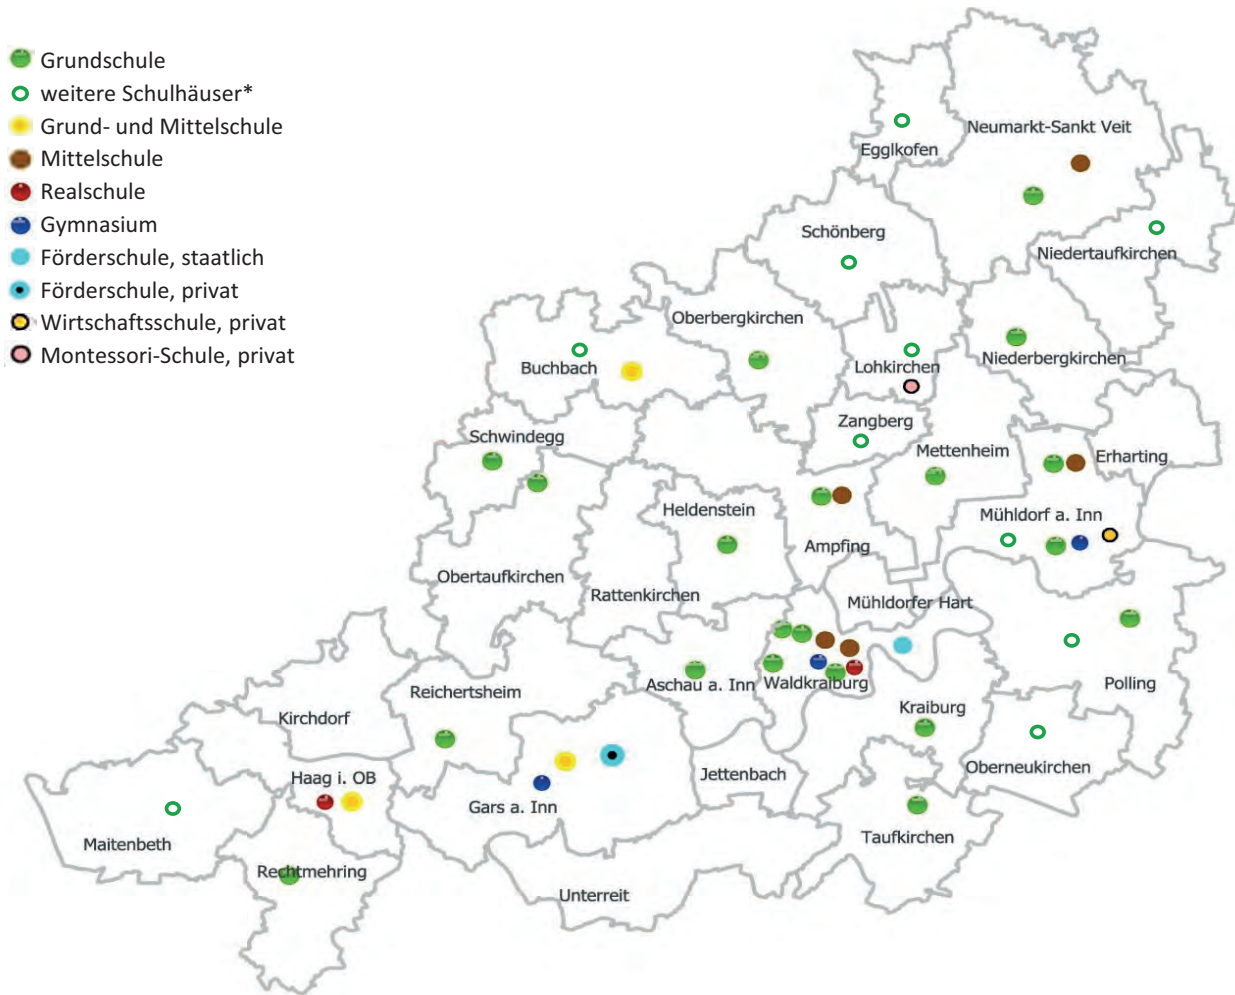 Grundschule
weitere Schulhäuser*
Grund- und Mittelschule
Mittelschule
Realschule
Gymnasium
Förderschule, staatlich
Förderschule, privat
Wirtschaftsschule, privat
Montessori-Schule, privat
Neumarkt-Sankt Veit
Egglkofen
Schönberg
Niedertaufkirchen
Oberbergkirchen
Buchbach
Lohkirchen
Niederbergkirchen
Zangberg
Schwindegg
Mettenheim
Erharting
Heldenstein
Mühldorf a. Inn
Ampfing
Obertaufkirchen
Rattenkirchen
Mühldorfer Hart
Aschau a. Inn
Waldkraiburg
Polling
Reichertsheim
Kraiburg
Kirchdorf
Oberneukirchen
Jettenbach
Haag i. OB
Gars a. Inn
Taufkirchen
Maitenbeth
Rechtmehring
Unterreit